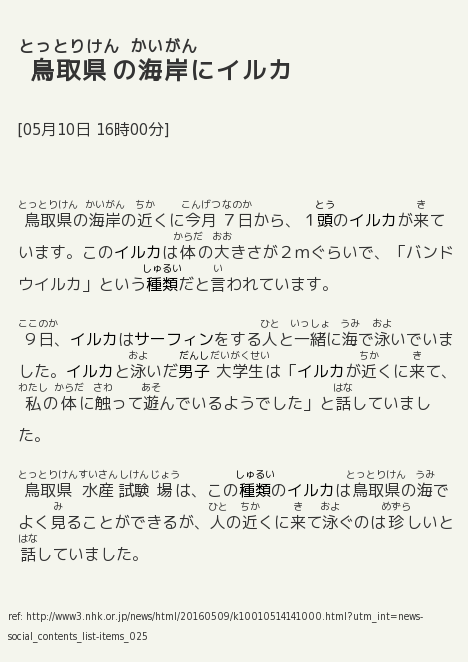 とっとりけん かいがん
鳥取県の海岸にイルカ
[05月10日 16時00分]
とっとりけん かいがん ちか こんげつなのか とう き
鳥取県の海岸の近くに今月７日から、１頭のイルカが来て
からだ おお
います。このイルカは体の大きさが２ｍぐらいで、「バンド
しゅるい い
ウイルカ」という種類だと言われています。
ここのか ひと いっしょ うみ およ
９日、イルカはサーフィンをする人と一緒に海で泳いでいま
およ だんしだいがくせい ちか き
した。イルカと泳いだ男子大学生は「イルカが近くに来て、
わたし からだ さわ あそ はな
私の体に触って遊んでいるようでした」と話していまし
た。
とっとりけんすいさんしけんじょう しゅるい とっとりけん うみ
鳥取県水産試験場は、この種類のイルカは鳥取県の海で
み ひと ちか き およ めずら
よく見ることができるが、人の近くに来て泳ぐのは珍しいと
はな
話していました。
ref: http://www3.nhk.or.jp/news/html/20160509/k10010514141000.html?utm_int=news-
social_contents_list-items_025